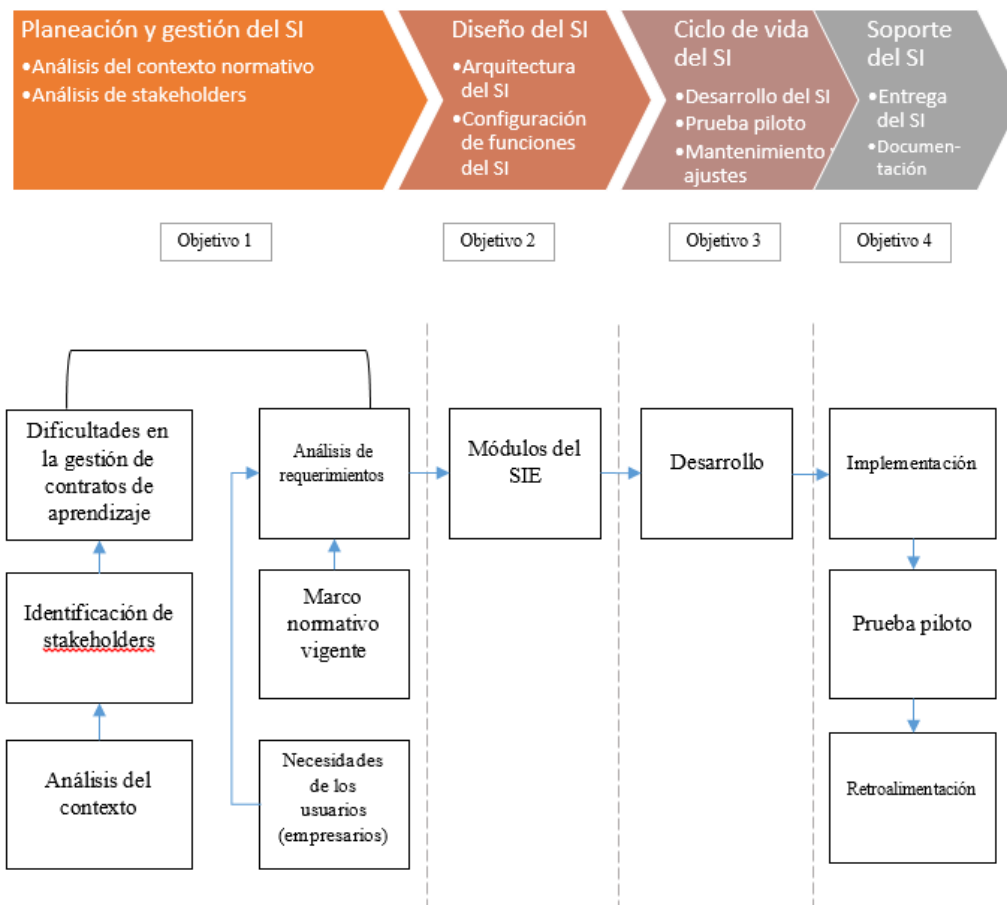 Planeación y gestión del SI
•Análisis del contexto normativo
•Análisis de stakeholders
Diseño del SI
•Arquitectura
del SI
•Configuración
de funciones
del SI
Ciclo de vida
del SI
•Desarrollo del SI
•Prueba piloto
•Mantenimiento
ajustes
Soporte
del SI
•Entrega
del SI
•Documen-
tación
Objetivo 1
Objetivo 2
Objetivo 3
Objetivo 4
Dificultades en
la gestión de
contratos de
aprendizaje
Análisis de
requerimientos
Módulos del
SIE
Desarrollo
Implementación
Identificación de
stakeholders
Marco
normativo
vigente
Prueba piloto
Análisis del
contexto
Necesidades
de los
usuarios
(empresarios)
Retroalimentación